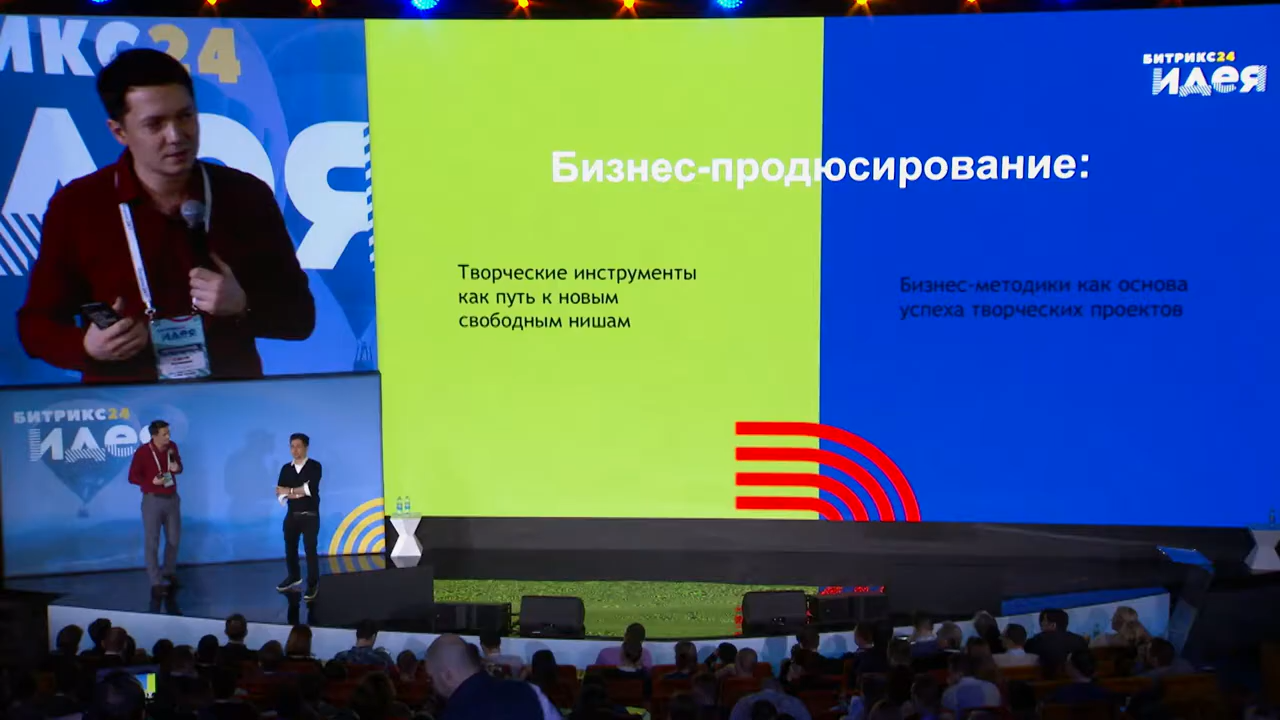 ИКС24
БИТРИКС24
идея
Бизнес-продюсирование:
Творческие инструменты
как путь к новым
свободным нишам
Бизнес-методики как основа
успеха творческих проектов
БИТРИКС24
идея
БИТРИКС24
идея